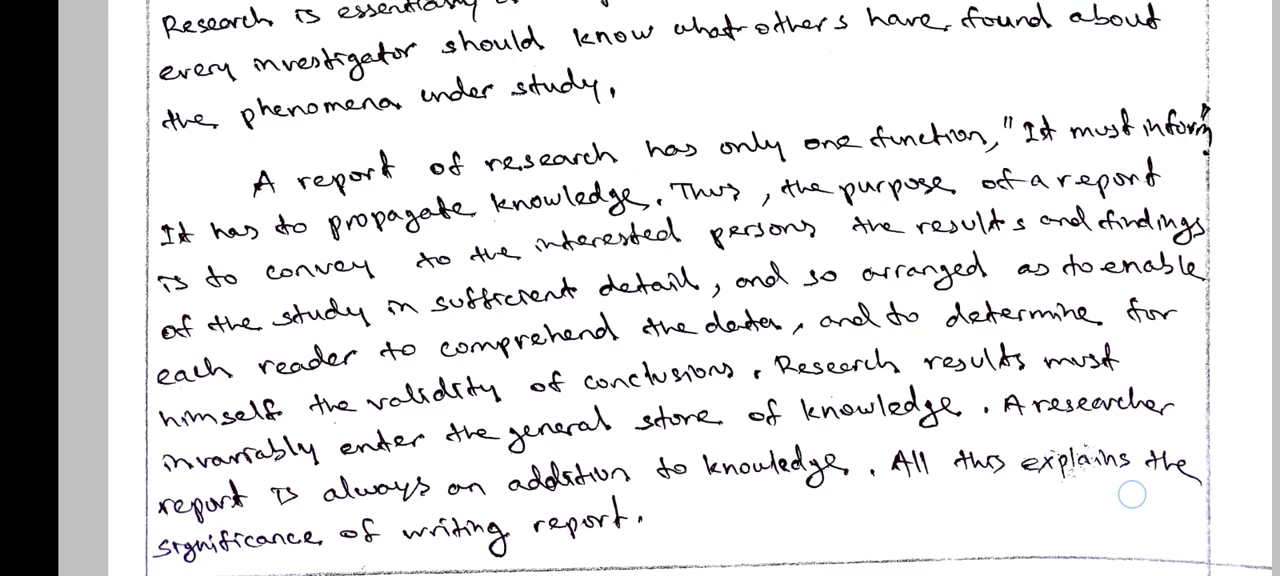 Research is essentially
every investigator should know what others have found about
the phenomena under study.
A report of research has only one function, "It must inform"
It has to propagate knowledge. Thus, the purpose of a report
is to convey to the interested persons the results and findings
of the study in sufficient detail, and so arranged as to enable
each reader to comprehend the data, and to determine for
himself the validity of conclusions. Research results must
invariably enter the general store of knowledge. A researcher
report is always an addition to knowledge. All this explains the
significance of writing report.